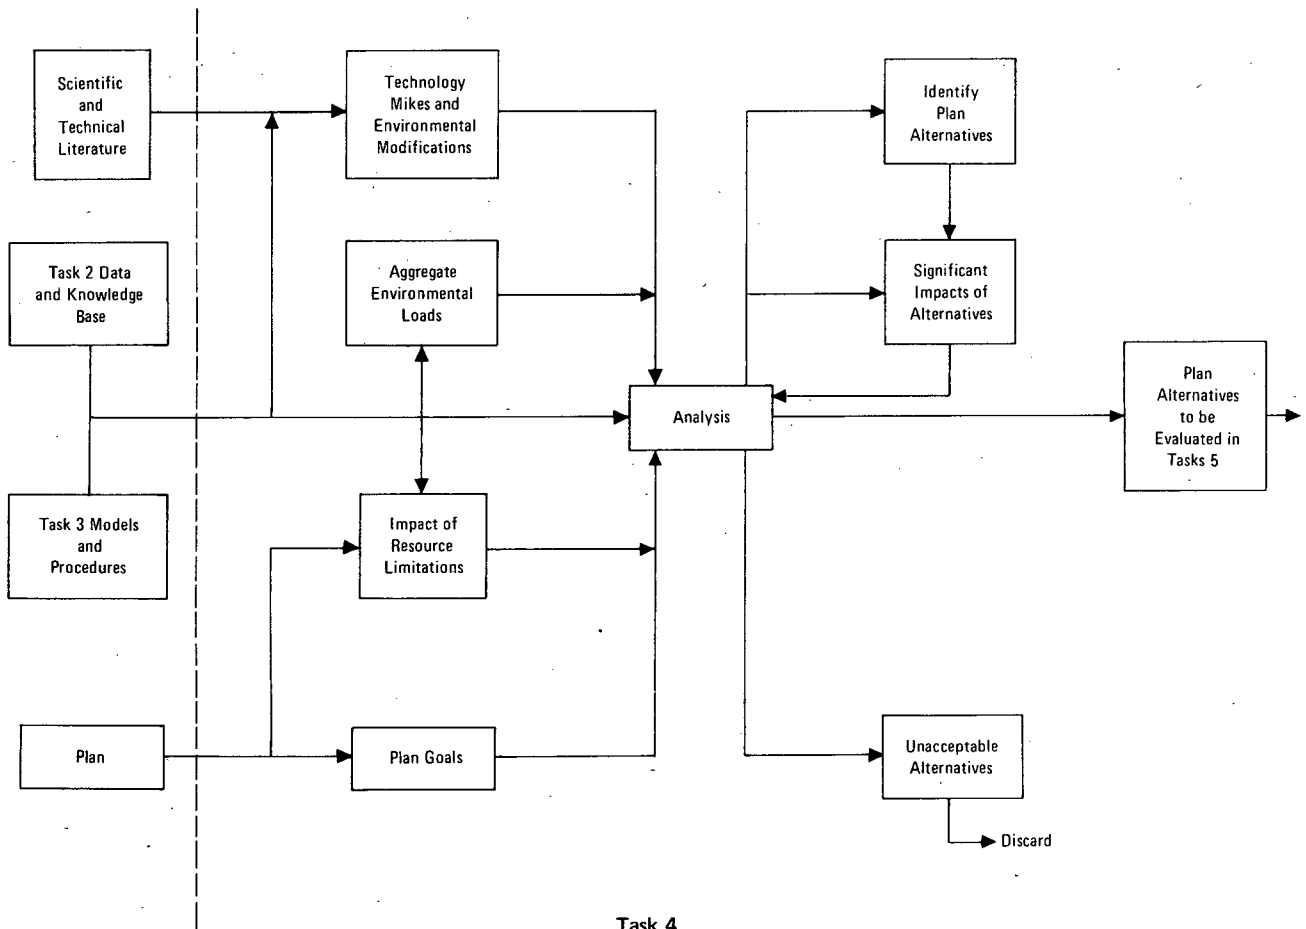 Scientific
and
Technical
Literature
Technology
Mikes and
Environmental
Modifications
Identify
Plan
Alternatives
Task 2 Data
and Knowledge
Base
Aggregate
Environmental
Loads
Significant
Impacts of
Alternatives
Analysis
Plan
Alternatives
to be
Evaluated in
Tasks 5
Task 3 Models
and
Procedures
Impact of
Resource
Limitations
Plan
Plan Goals
Unacceptable
Alternatives
Discard
Task 4